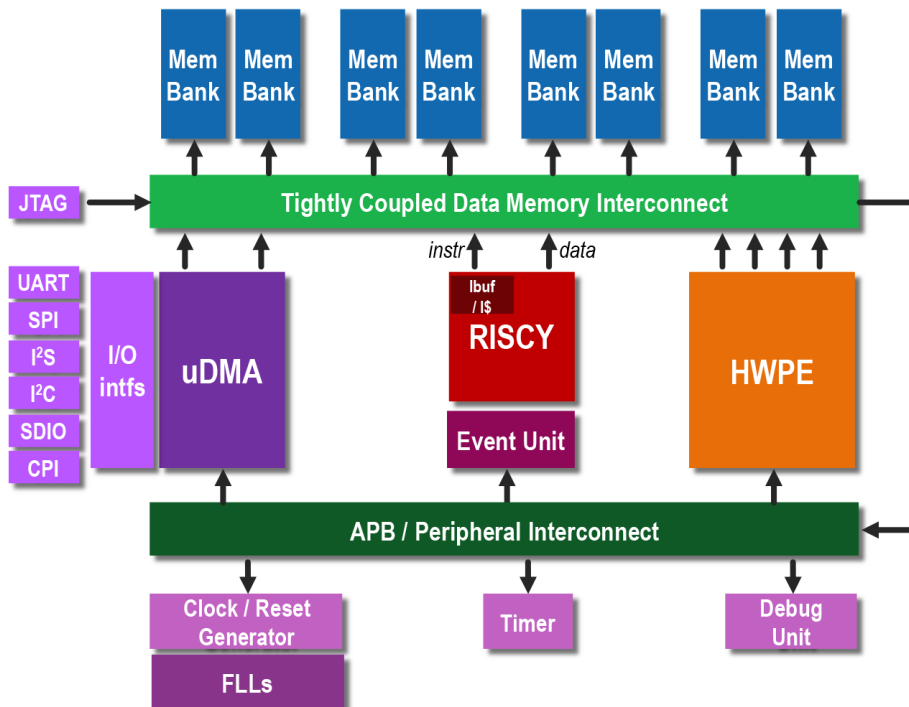 Mem
Bank
Mem
Bank
Mem
Bank
Mem
Bank
Mem
Bank
Mem
Bank
Mem
Bank
Mem
Bank
JTAG
Tightly Coupled Data Memory Interconnect
instr
data
UART
SPI
I²S
I²C
SDIO
CPI
I/O
intfs
uDMA
Ibuf
/ I$
RISCY
Event Unit
HWPE
APB / Peripheral Interconnect
Clock / Reset
Generator
FLLs
Timer
Debug
Unit